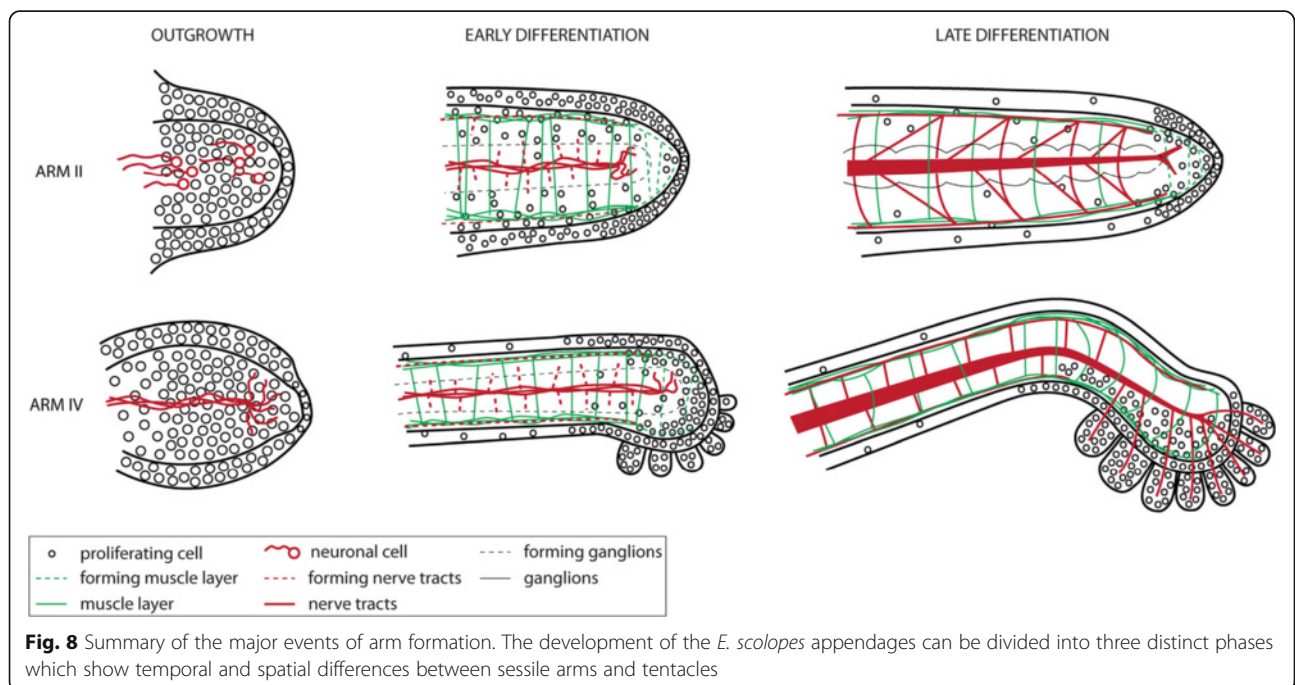 OUTGROWTH EARLY DIFFERENTIATION LATE DIFFERENTIATION
ARM II
ARM IV
proliferating cell neuronal cell forming ganglions
forming muscle layer forming nerve tracts ganglions
muscle layer nerve tracts
Fig. 8 Summary of the major events of arm formation. The development of the E. scolopes appendages can be divided into three distinct phases
which show temporal and spatial differences between sessile arms and tentacles